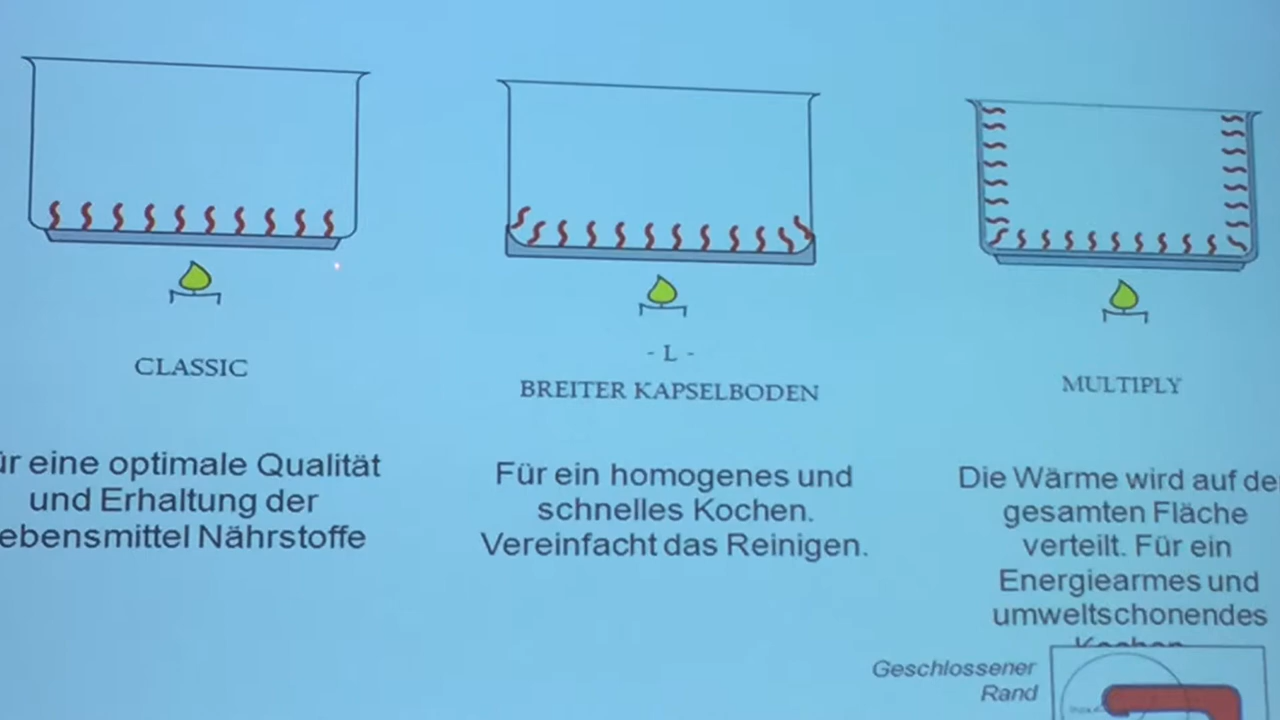 CLASSIC
- L -
BREITER KAPSELBODEN
MULTIPLY
ür eine optimale Qualität
und Erhaltung der
ebensmittel Nährstoffe
Für ein homogenes und
schnelles Kochen.
Vereinfacht das Reinigen.
Die Wärme wird auf de
gesamten Fläche
verteilt. Für ein
Energiearmes und
umweltschonendes
Kochen
Geschlossener
Rand